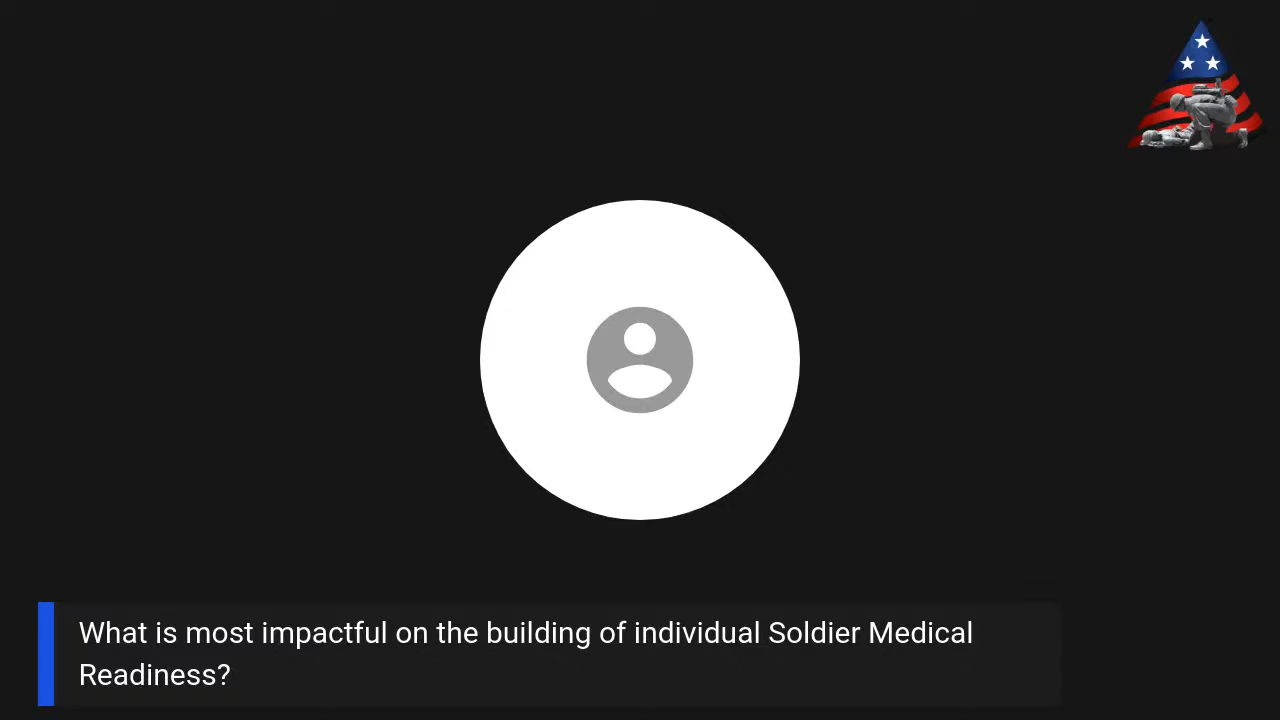 What is most impactful on the building of individual Soldier Medical
Readiness?